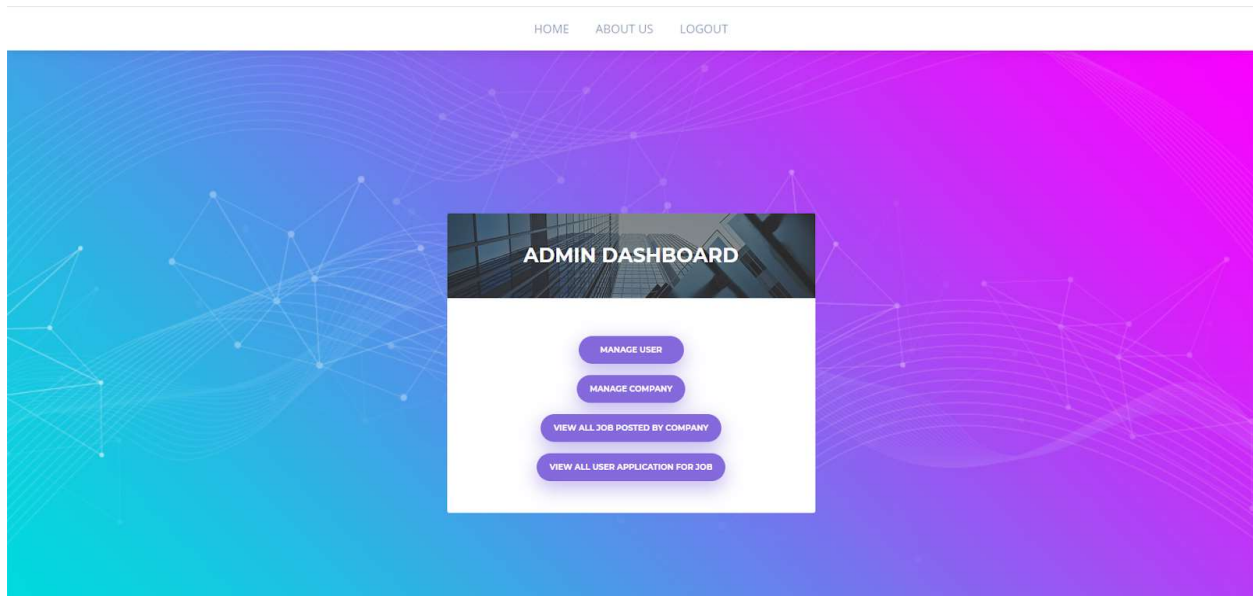 HOME ABOUT US LOGOUT
ADMIN DASHBOARD
MANAGE USER
MANAGE COMPANY
VIEW ALL JOB POSTED BY COMPANY
VIEW ALL USER APPLICATION FOR JOB